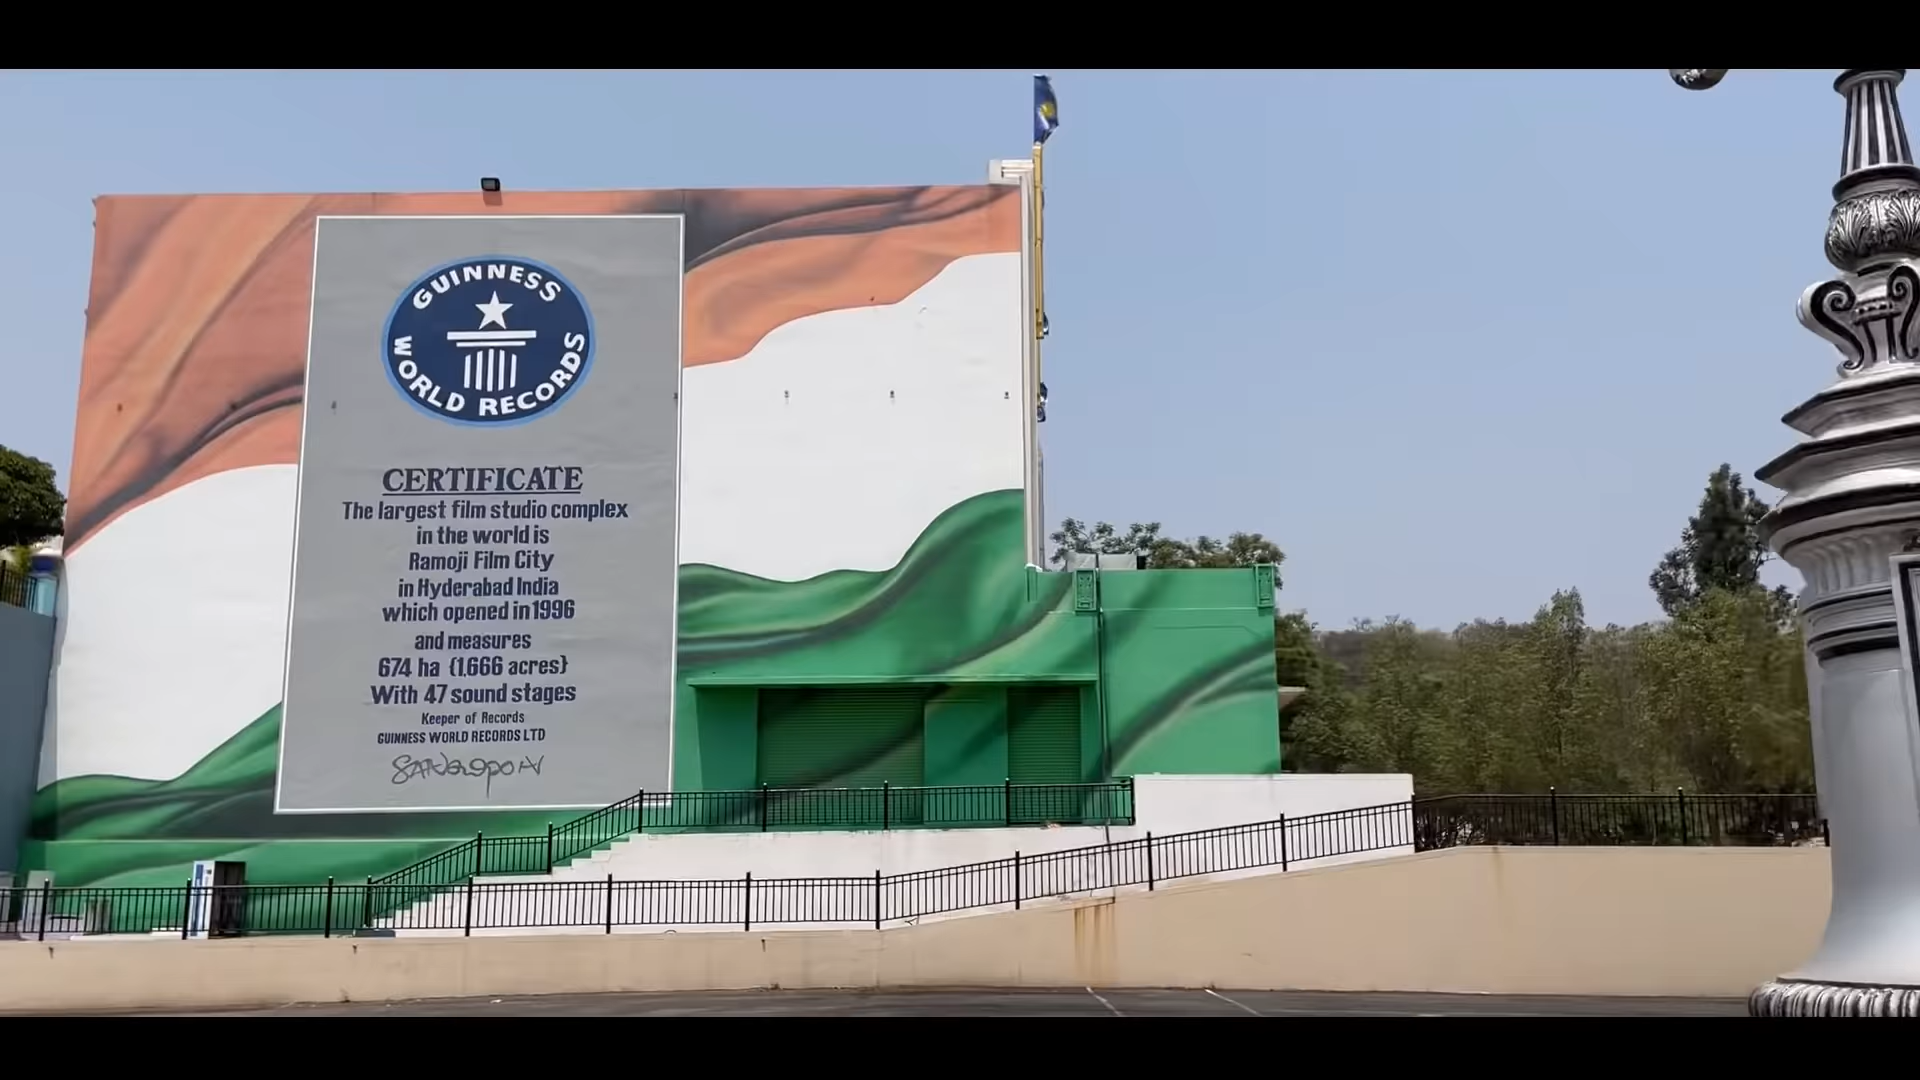 GUINNESS
WORLD RECORDS
CERTIFICATE
The largest film studio complex
in the world is
Ramoji Film City
in Hyderabad India
which opened in 1996
and measures
674 ha {1,666 acres}
With 47 sound stages
Keeper of Records
GUINNESS WORLD RECORDS LTD